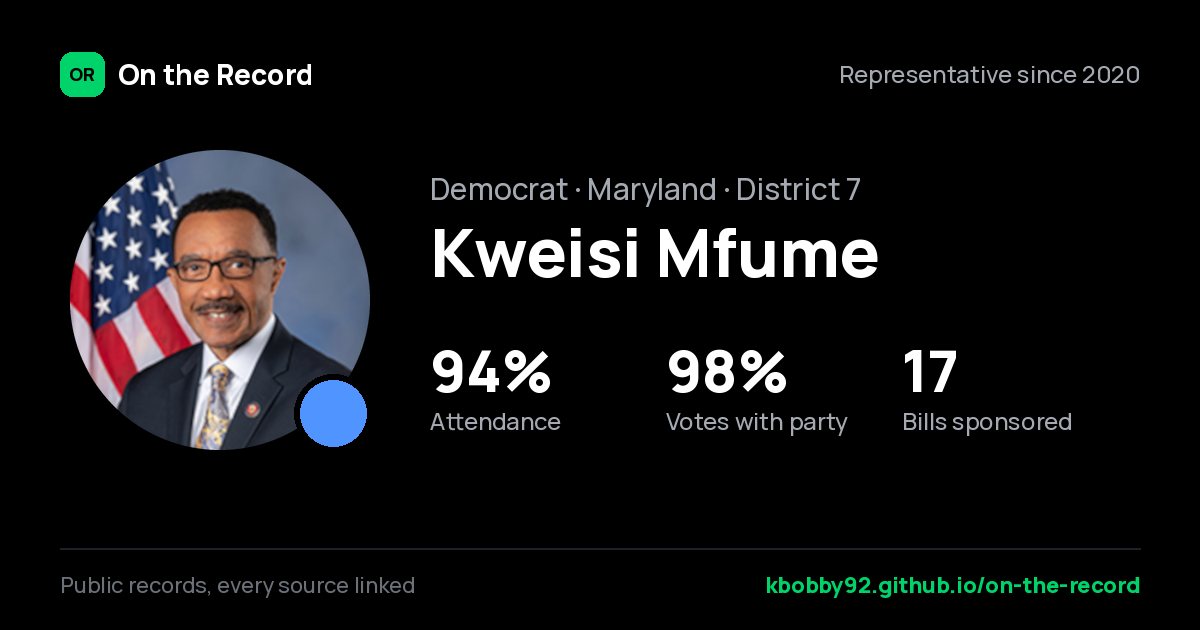 OR On the Record
Representative since 2020
Democrat · Maryland · District 7
Kweisi Mfume
94% 98% 17
Attendance Votes with party Bills sponsored
Public records, every source linked
kbobby92.github.io/on-the-record